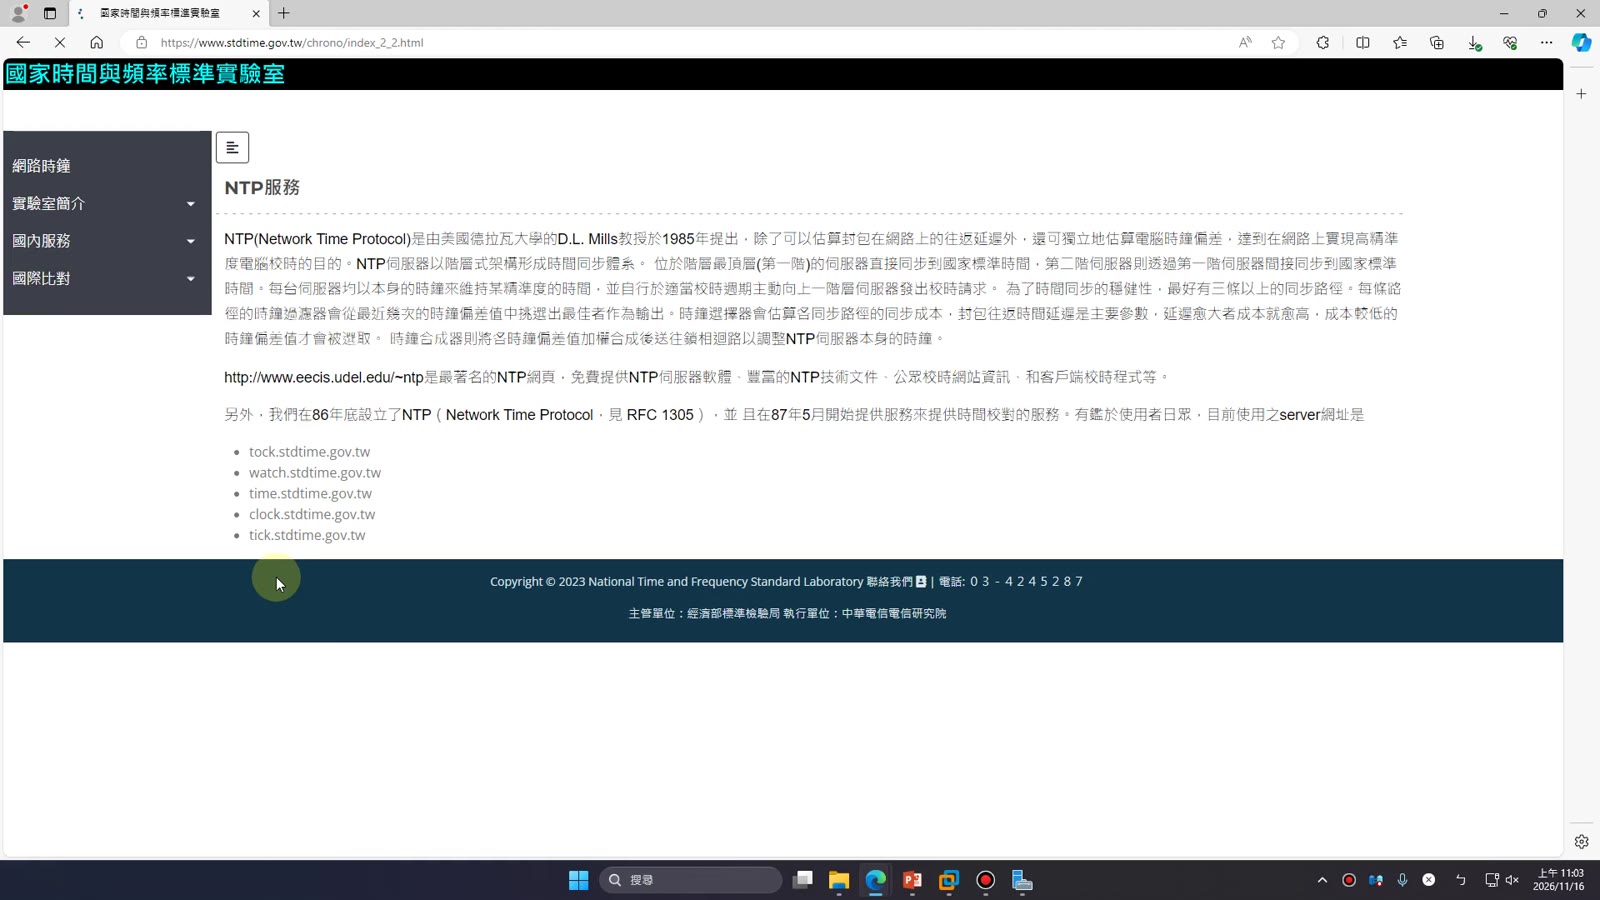 國家時間與頻率標準實驗室
https://www.stdtime.gov.tw/chrono/index_2_2.html
國家時間與頻率標準實驗室
網路時鐘
實驗室簡介
國內服務
國際比對
NTP服務
NTP(Network Time Protocol)是由美國德拉瓦大學的D.L. Mills教授於1985年提出，除了可以估算封包在網路上的往返延遲外，還可獨立地估算電腦時鐘偏差，達到在網路上實現高精準
度電腦校時的目的。NTP伺服器以階層式架構形成時間同步體系。 位於階層最頂層(第一階)的伺服器直接同步到國家標準時間，第二階伺服器則透過第一階伺服器間接同步到國家標準
時間。每台伺服器均以本身的時鐘來維持某精準度的時間，並自行於適當校時週期主動向上一階層伺服器發出校時請求。 為了時間同步的穩健性，最好有三條以上的同步路徑。每條路
徑的時鐘過濾器會從最近幾次的時鐘偏差值中挑選出最佳者作為輸出。時鐘選擇器會估算各同步路徑的同步成本，封包往返時間延遲是主要參數，延遲愈大者成本就愈高，成本較低的
時鐘偏差值才會被選取。 時鐘合成器則將各時鐘偏差值加權合成後送往鎖相迴路以調整NTP伺服器本身的時鐘。
http://www.eecis.udel.edu/~ntp是最著名的NTP網頁，免費提供NTP伺服器軟體、豐富的NTP技術文件、公眾校時網站資訊、和客戶端校時程式等。
另外，我們在86年底設立了NTP（Network Time Protocol，見 RFC 1305），並 且在87年5月開始提供服務來提供時間校對的服務。有鑑於使用者日眾，目前使用之server網址是
tock.stdtime.gov.tw
watch.stdtime.gov.tw
time.stdtime.gov.tw
clock.stdtime.gov.tw
tick.stdtime.gov.tw
Copyright © 2023 National Time and Frequency Standard Laboratory 聯絡我們 | 電話: 0 3 - 4 2 4 5 2 8 7
主管單位：經濟部標準檢驗局 執行單位：中華電信電信研究院
搜尋
上午 11:03
2026/11/16